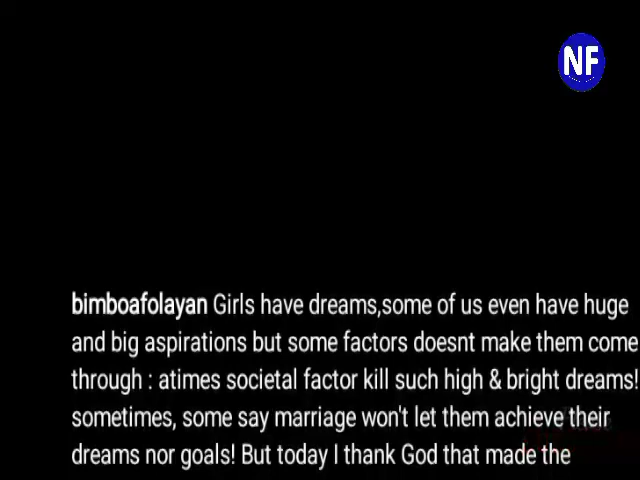 NF
bimboafolayan Girls have dreams,some of us even have huge
and big aspirations but some factors doesnt make them come
through : atimes societal factor kill such high & bright dreams!
sometimes, some say marriage won't let them achieve their
dreams nor goals! But today I thank God that made the